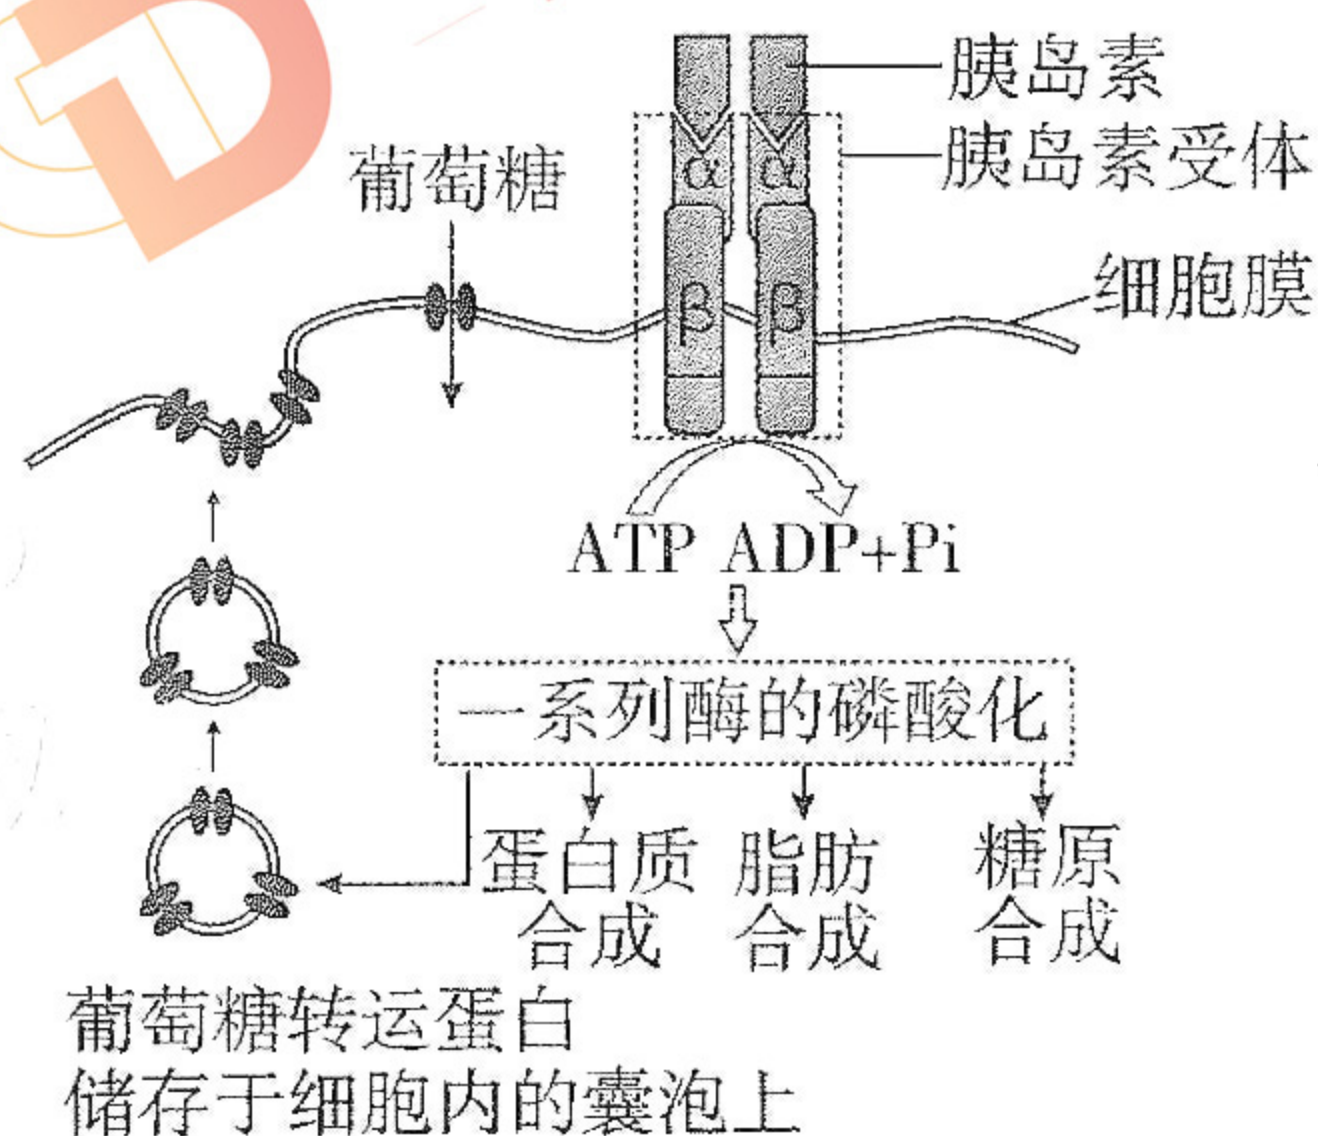 胰岛素
胰岛素受体
葡萄糖
α α
细胞膜
β β
ATP ADP+Pi
一系列酶的磷酸化
蛋白质合成
脂肪合成
糖原合成
葡萄糖转运蛋白
储存于细胞内的囊泡上